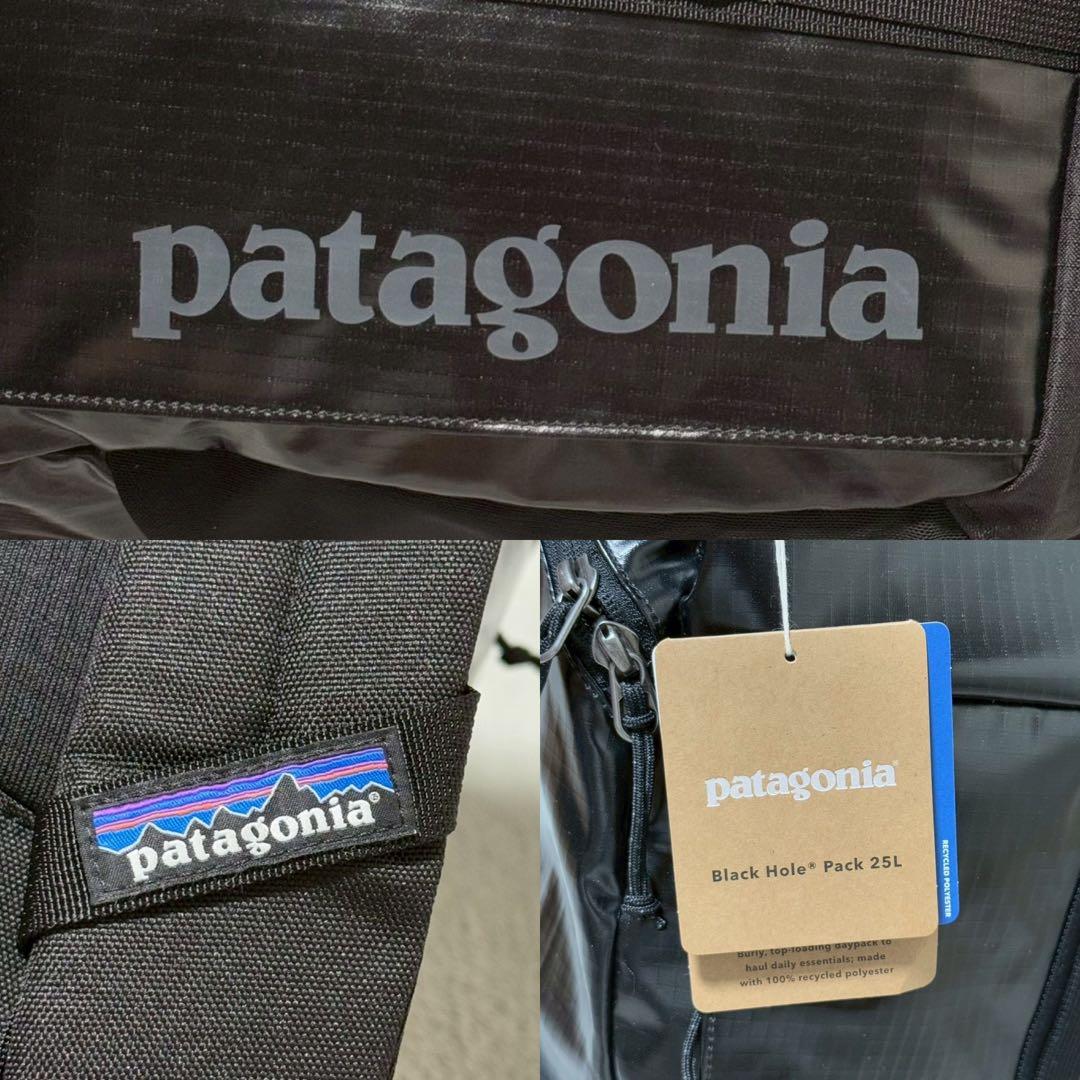 patagonia
patagonia®
patagonia®
Black Hole® Pack 25L
RECYCLED POLYESTER
Burly, top-loading daypack to
haul daily essentials; made
with 100% recycled polyester